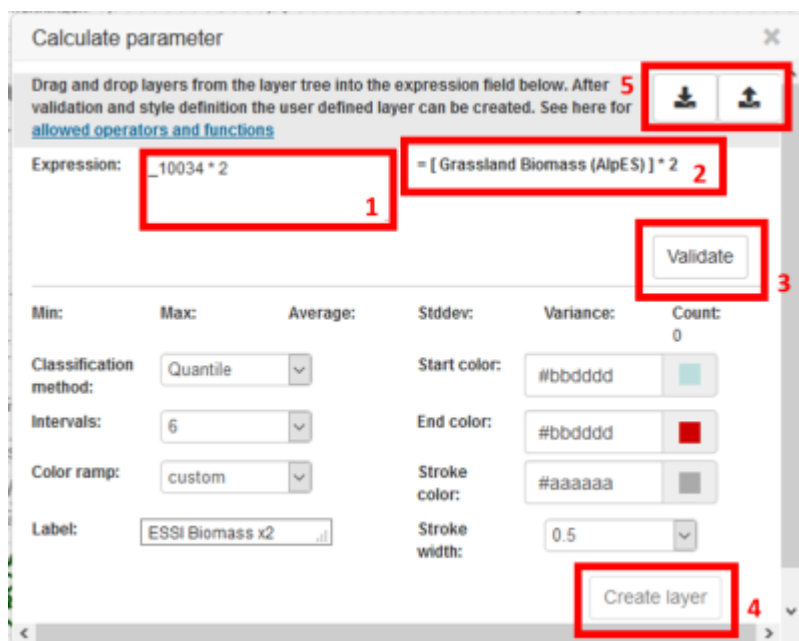 Calculate parameter
Drag and drop layers from the layer tree into the expression field below. After
validation and style definition the user defined layer can be created. See here for
allowed operators and functions
5
Expression:
_10034 * 2
1
= [ Grassland Biomass (AlpES) ] * 2
2
Validate
3
Min: Max: Average: Stddev: Variance: Count:
0
Classification
method:
Quantile
Start color:
#bbdddd
Intervals:
6
End color:
#bbdddd
Color ramp:
custom
Stroke
color:
#aaaaaa
Label:
ESSI Biomass x2
Stroke
width:
0.5
Create layer
4